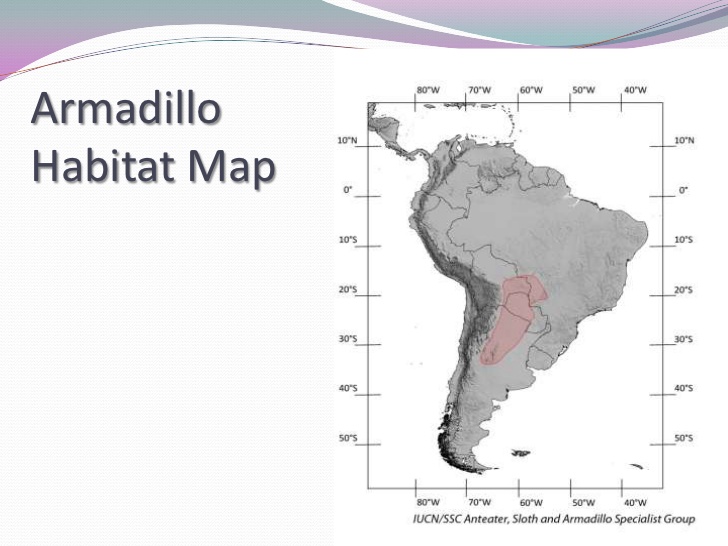 Armadillo
Habitat Map
80°W 70°W 60°W 50°W 40°W
10°N 10°N
0° 0°
10°S 10°S
20°S 20°S
30°S 30°S
40°S 40°S
50°S 50°S
80°W 70°W 60°W 50°W 40°W
IUCN/SSC Anteater, Sloth and Armadillo Specialist Group